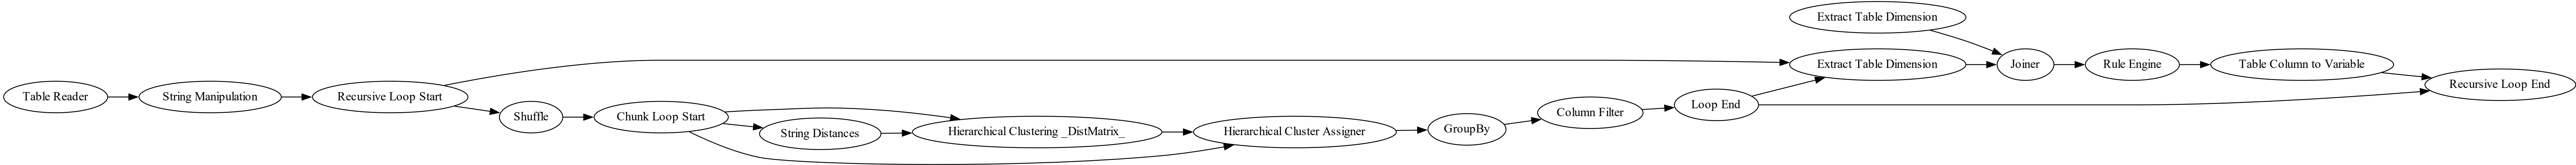 Table Reader
String Manipulation
Recursive Loop Start
Shuffle
Chunk Loop Start
String Distances
Hierarchical Clustering _DistMatrix_
Hierarchical Cluster Assigner
GroupBy
Column Filter
Loop End
Extract Table Dimension
Extract Table Dimension
Joiner
Rule Engine
Table Column to Variable
Recursive Loop End